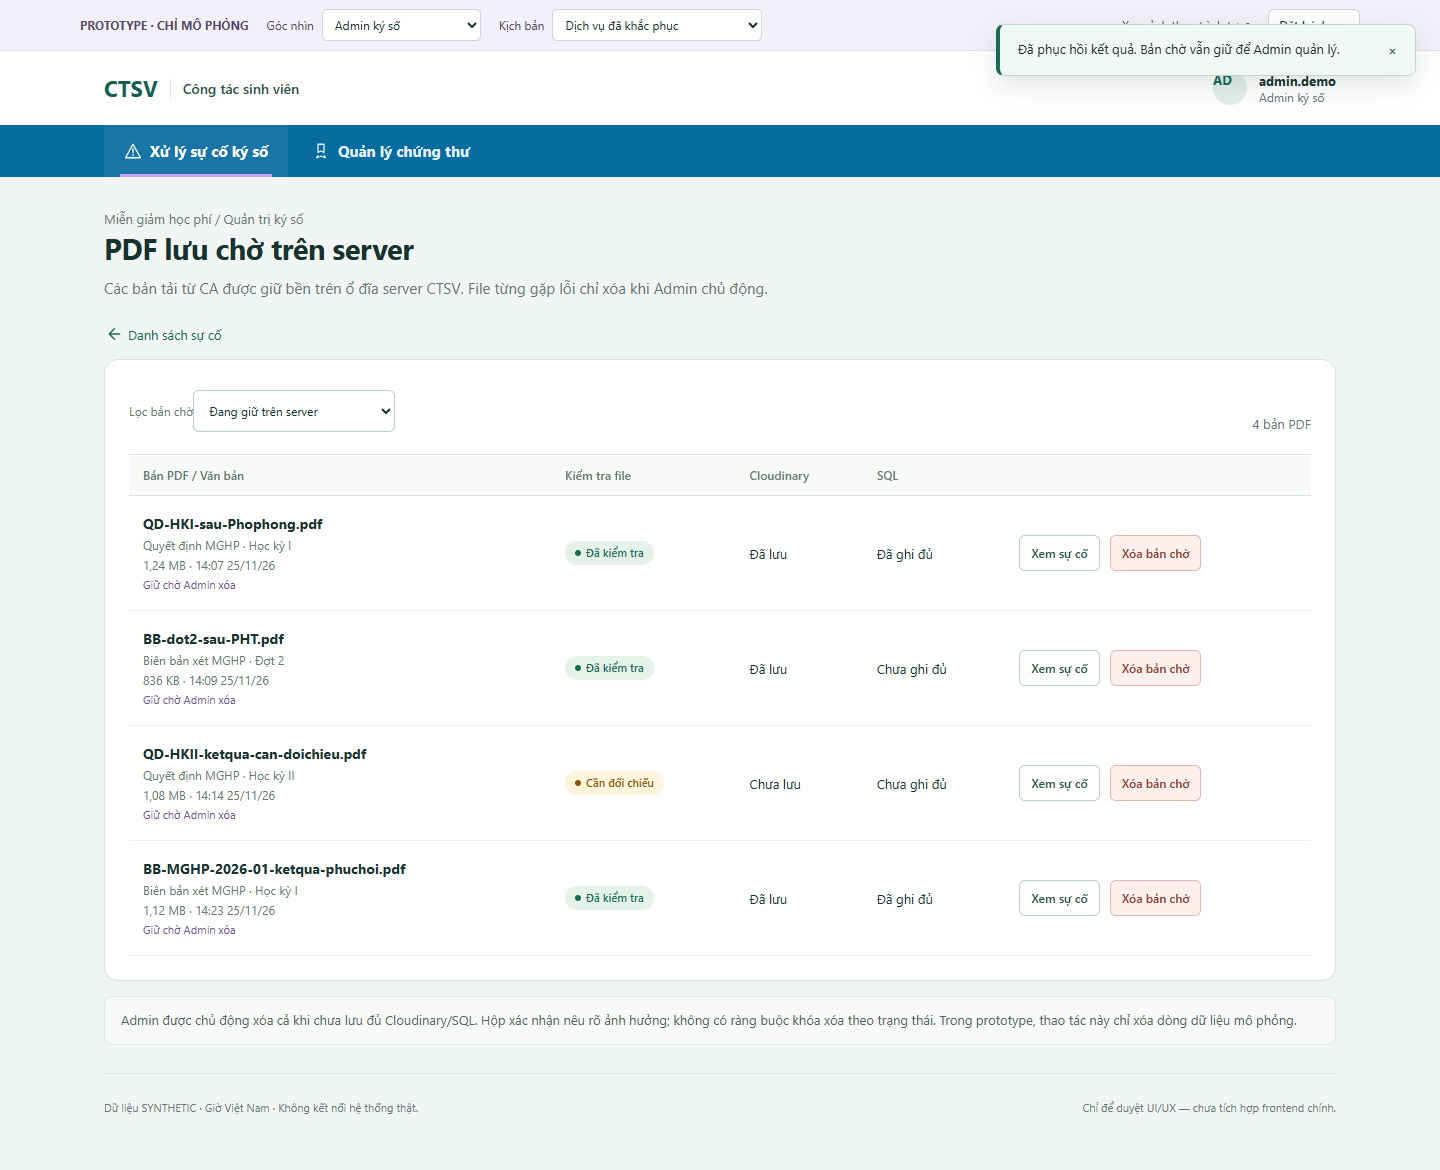 PROTOTYPE · CHỈ MÔ PHỎNG
Góc nhìn
Admin ký số
Kịch bản
Dịch vụ đã khắc phục
Đã phục hồi kết quả. Bản chờ vẫn giữ để Admin quản lý.
×
CTSV
Công tác sinh viên
AD
admin.demo
Admin ký số
Xử lý sự cố ký số
Quản lý chứng thư
Miễn giảm học phí / Quản trị ký số
PDF lưu chờ trên server
Các bản tải từ CA được giữ bền trên ổ đĩa server CTSV. File từng gặp lỗi chỉ xóa khi Admin chủ động.
Danh sách sự cố
Lọc bản chờ
Đang giữ trên server
4 bản PDF
Bản PDF / Văn bản
Kiểm tra file
Cloudinary
SQL
QD-HKI-sau-Phophong.pdf
Quyết định MGHP · Học kỳ I
1,24 MB · 14:07 25/11/26
Giữ chờ Admin xóa
Đã kiểm tra
Đã lưu
Đã ghi đủ
Xem sự cố
Xóa bản chờ
BB-dot2-sau-PHT.pdf
Biên bản xét MGHP · Đợt 2
836 KB · 14:09 25/11/26
Giữ chờ Admin xóa
Đã kiểm tra
Đã lưu
Chưa ghi đủ
Xem sự cố
Xóa bản chờ
QD-HKII-ketqua-can-doichieu.pdf
Quyết định MGHP · Học kỳ II
1,08 MB · 14:14 25/11/26
Giữ chờ Admin xóa
Cần đối chiếu
Chưa lưu
Chưa ghi đủ
Xem sự cố
Xóa bản chờ
BB-MGHP-2026-01-ketqua-phuchoi.pdf
Biên bản xét MGHP · Học kỳ I
1,12 MB · 14:23 25/11/26
Giữ chờ Admin xóa
Đã kiểm tra
Đã lưu
Đã ghi đủ
Xem sự cố
Xóa bản chờ
Admin được chủ động xóa cả khi chưa lưu đủ Cloudinary/SQL. Hộp xác nhận nêu rõ ảnh hưởng; không có ràng buộc khóa xóa theo trạng thái. Trong prototype, thao tác này chỉ xóa dòng dữ liệu mô phỏng.
Dữ liệu SYNTHETIC · Giờ Việt Nam · Không kết nối hệ thống thật.
Chỉ để duyệt UI/UX — chưa tích hợp frontend chính.